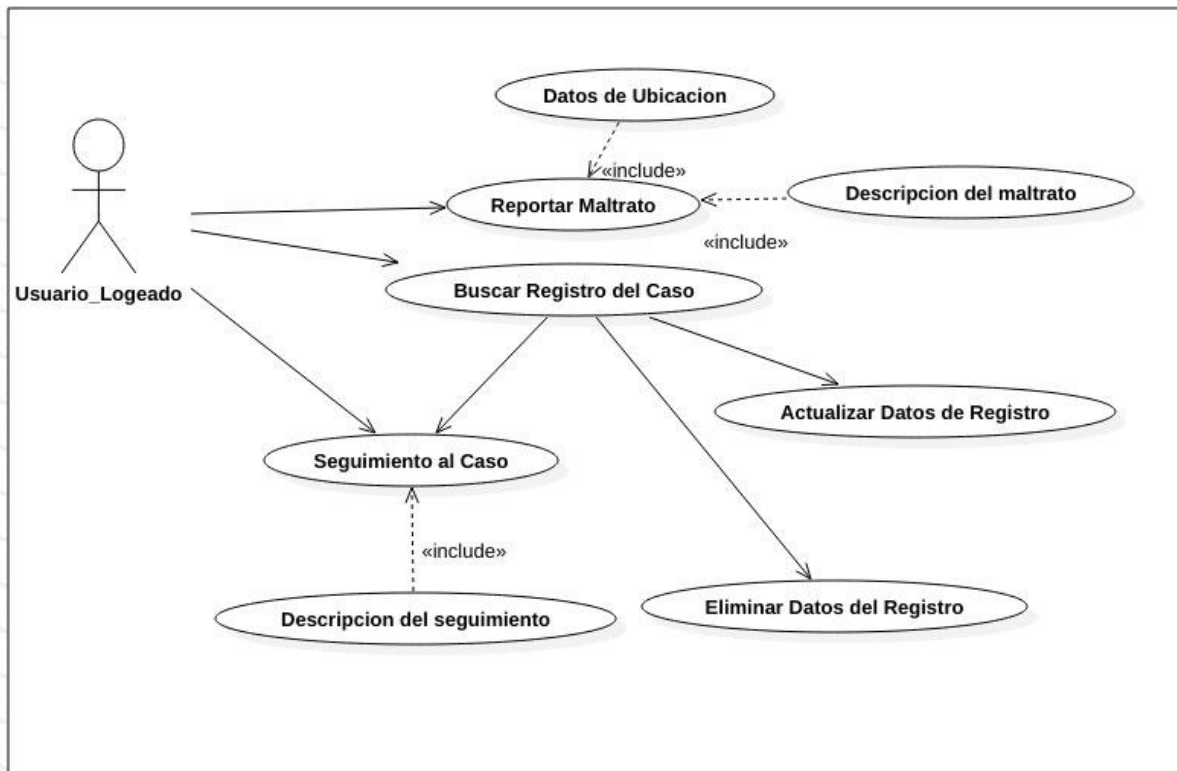 Datos de Ubicacion
«include»
Reportar Maltrato
Descripcion del maltrato
«include»
Usuario_Logeado
Buscar Registro del Caso
Actualizar Datos de Registro
Seguimiento al Caso
«include»
Eliminar Datos del Registro
Descripcion del seguimiento